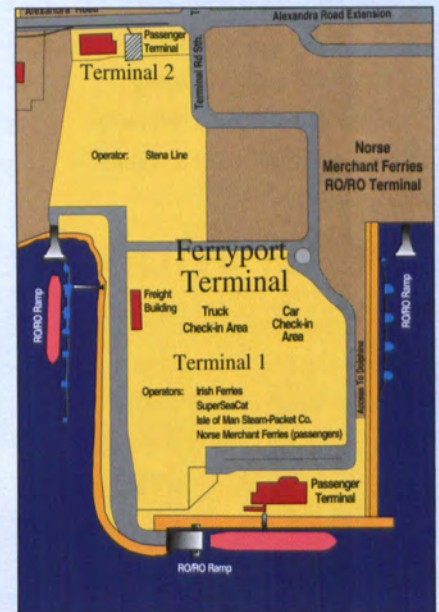 Alexandra Road
Alexandra Road Extension
Passenger
Terminal
Terminal 2
Terminal Rd Sth.
Operator: Stena Line
Norse
Merchant Ferries
RO/RO Terminal
Ferryport
Terminal
RO/RO Ramp
RO/RO Ramp
Freight
Building
Truck
Check-in Area
Car
Check-in
Area
Terminal 1
Access To Dolphins
Operators: Irish Ferries
SuperSeaCat
Isle of Man Steam-Packet Co.
Norse Merchant Ferries (passengers)
Passenger
Terminal
RO/RO Ramp